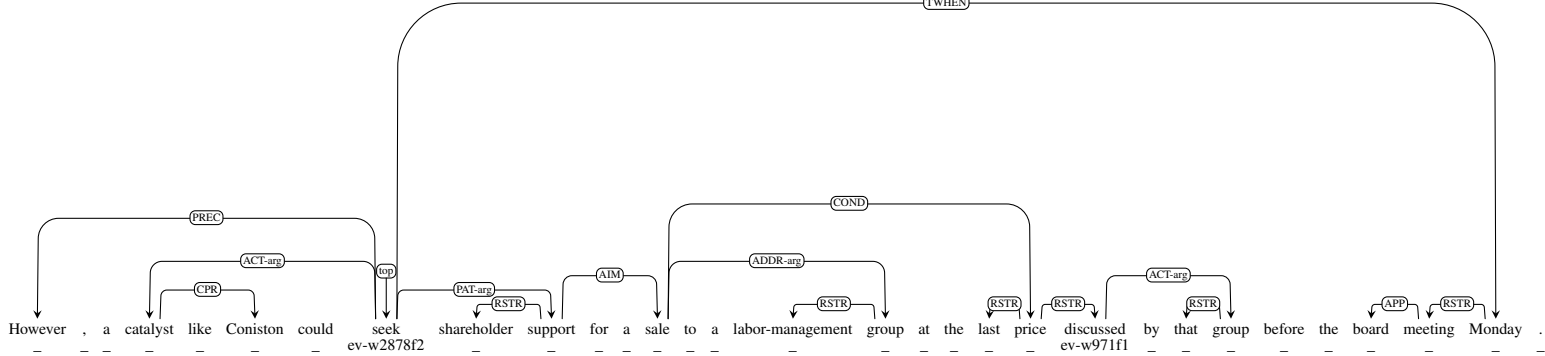 TWHEN
COND
PREC
ACT-arg ADDR-arg
top AIM ACT-arg
CPR PAT-arg
RSTR RSTR RSTR RSTR RSTR APP RSTR
However , a catalyst like Coniston could seek shareholder support for a sale to a labor-management group at the last price discussed by that group before the board meeting Monday .
_ _ _ _ _ _ _ ev-w2878f2 _ _ _ _ _ _ _ _ _ _ _ _ _ ev-w971f1 _ _ _ _ _ _ _ _ _